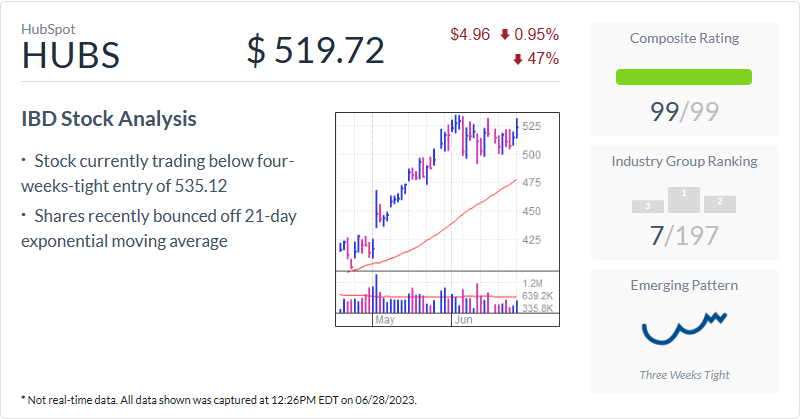 HubSpot
HUBS
$ 519.72
$4.96 0.95%
47%
IBD Stock Analysis
· Stock currently trading below four-
weeks-tight entry of 535.12
· Shares recently bounced off 21-day
exponential moving average
525
500
475
450
425
1.2M
639.2K
335.8K
May
Jun
Composite Rating
99/99
Industry Group Ranking
3
1
2
7/197
Emerging Pattern
Three Weeks Tight
* Not real-time data. All data shown was captured at 12:26PM EDT on 06/28/2023.